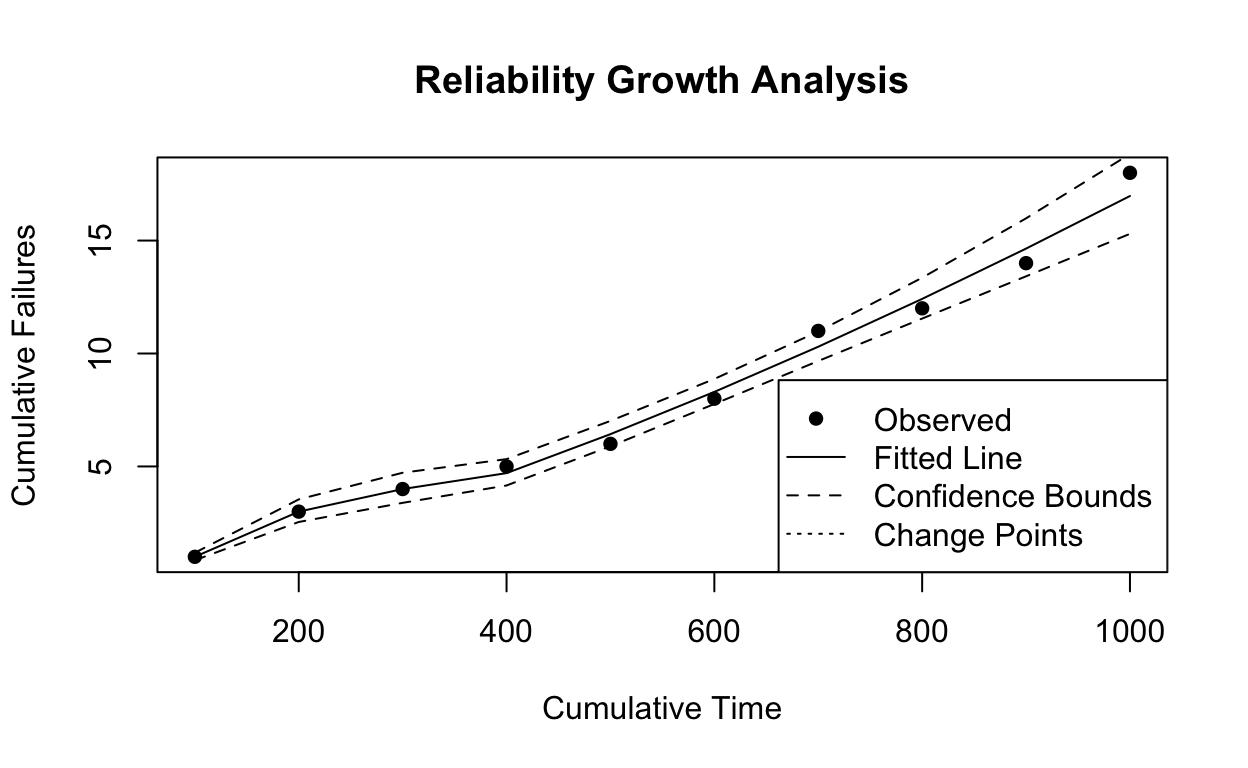 Reliability Growth Analysis
Cumulative Failures
15
10
5
Observed
Fitted Line
Confidence Bounds
Change Points
200 400 600 800 1000
Cumulative Time